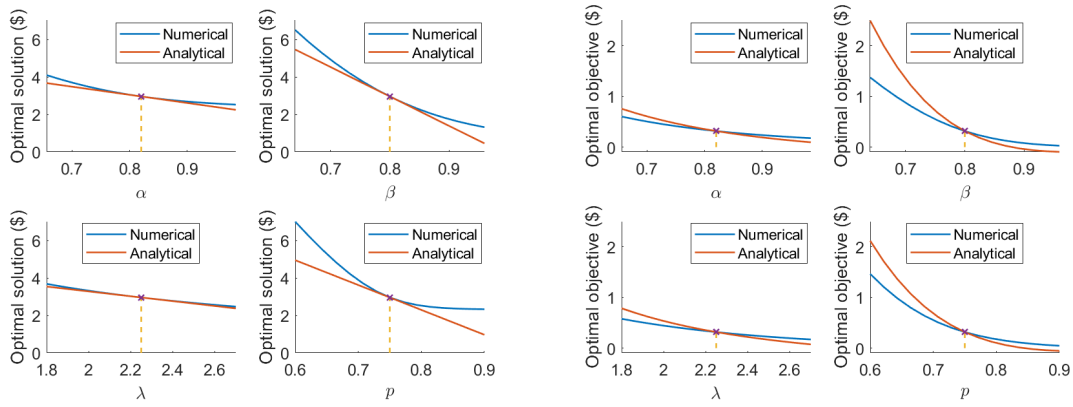 Optimal solution ($)
6
4
2
0
Numerical
Analytical
0.7 0.8 0.9
α
Optimal solution ($)
6
4
2
0
Numerical
Analytical
0.7 0.8 0.9
β
Optimal objective ($)
2
1
0
Numerical
Analytical
0.7 0.8 0.9
α
Optimal objective ($)
2
1
0
Numerical
Analytical
0.7 0.8 0.9
β
Optimal solution ($)
6
4
2
0
Numerical
Analytical
1.8 2 2.2 2.4 2.6
λ
Optimal solution ($)
6
4
2
0
Numerical
Analytical
0.6 0.7 0.8 0.9
p
Optimal objective ($)
2
1
0
Numerical
Analytical
1.8 2 2.2 2.4 2.6
λ
Optimal objective ($)
2
1
0
Numerical
Analytical
0.6 0.7 0.8 0.9
p